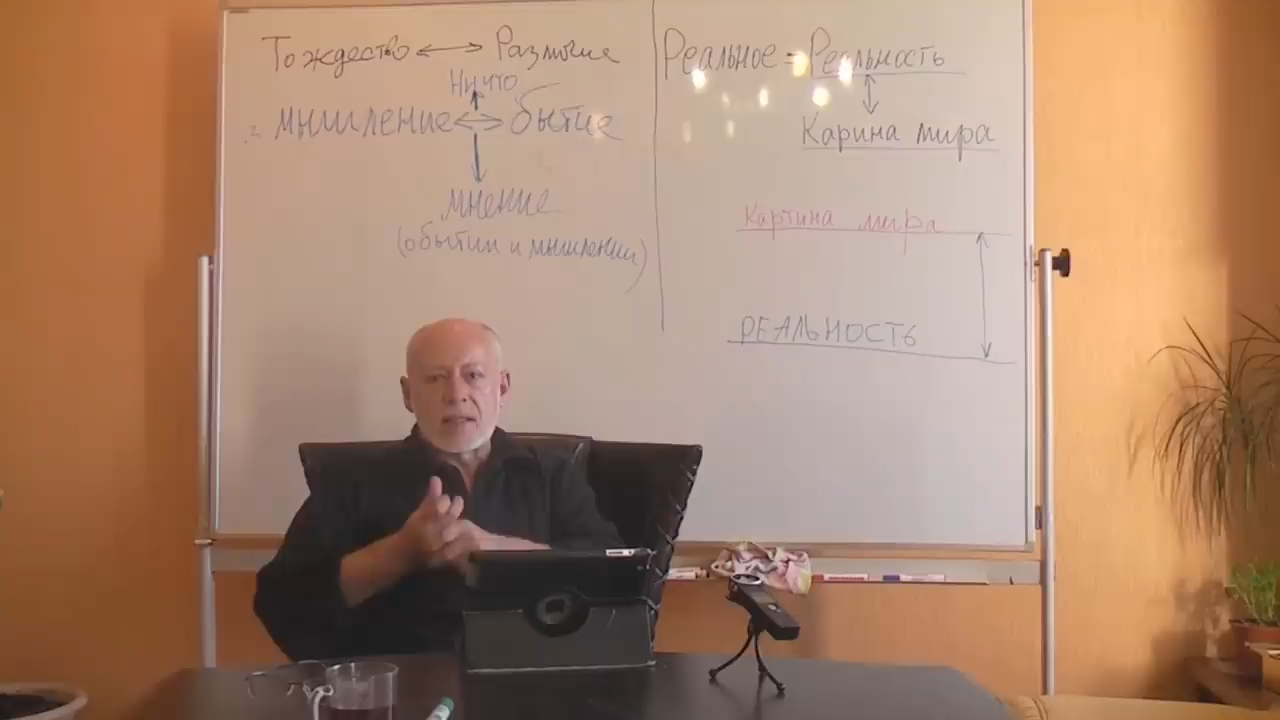 Тождество ↔ Различие
Ничто
мышление ↔ бытие
мнение
(о бытии и мышлении)
Реальное = Реальность
Карина мира
Картина мира
РЕАЛЬНОСТЬ